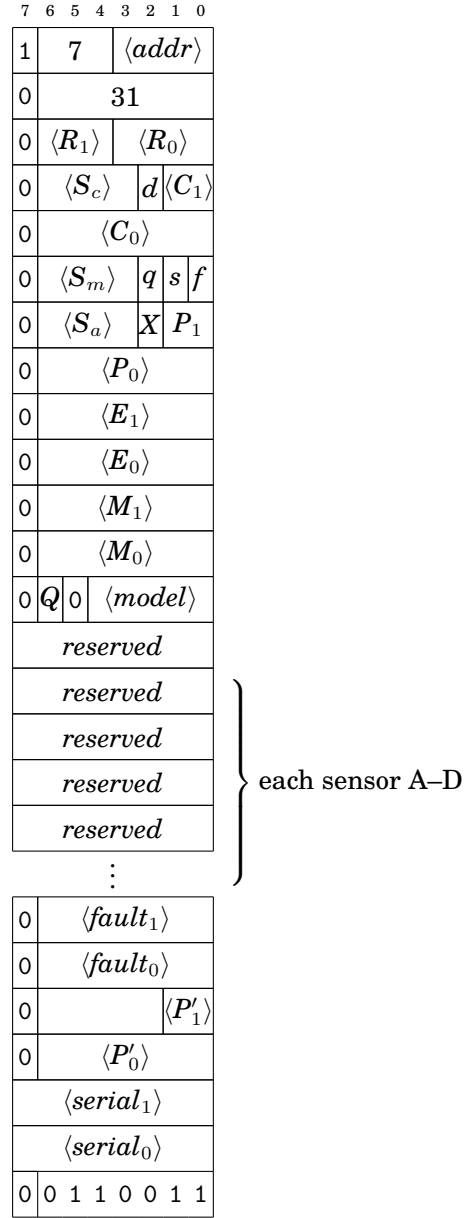 7 6 5 4 3 2 1 0
1 7 ⟨addr⟩
0 31
0 ⟨R₁⟩ ⟨R₀⟩
0 ⟨S_c⟩ d ⟨C₁⟩
0 ⟨C₀⟩
0 ⟨S_m⟩ q s f
0 ⟨S_a⟩ X P₁
0 ⟨P₀⟩
0 ⟨E₁⟩
0 ⟨E₀⟩
0 ⟨M₁⟩
0 ⟨M₀⟩
0 Q 0 ⟨model⟩
reserved
reserved
reserved
reserved
reserved
each sensor A–D
⋮
0 ⟨fault₁⟩
0 ⟨fault₀⟩
0 ⟨P′₁⟩
0 ⟨P′₀⟩
⟨serial₁⟩
⟨serial₀⟩
0 0 1 1 0 0 1 1